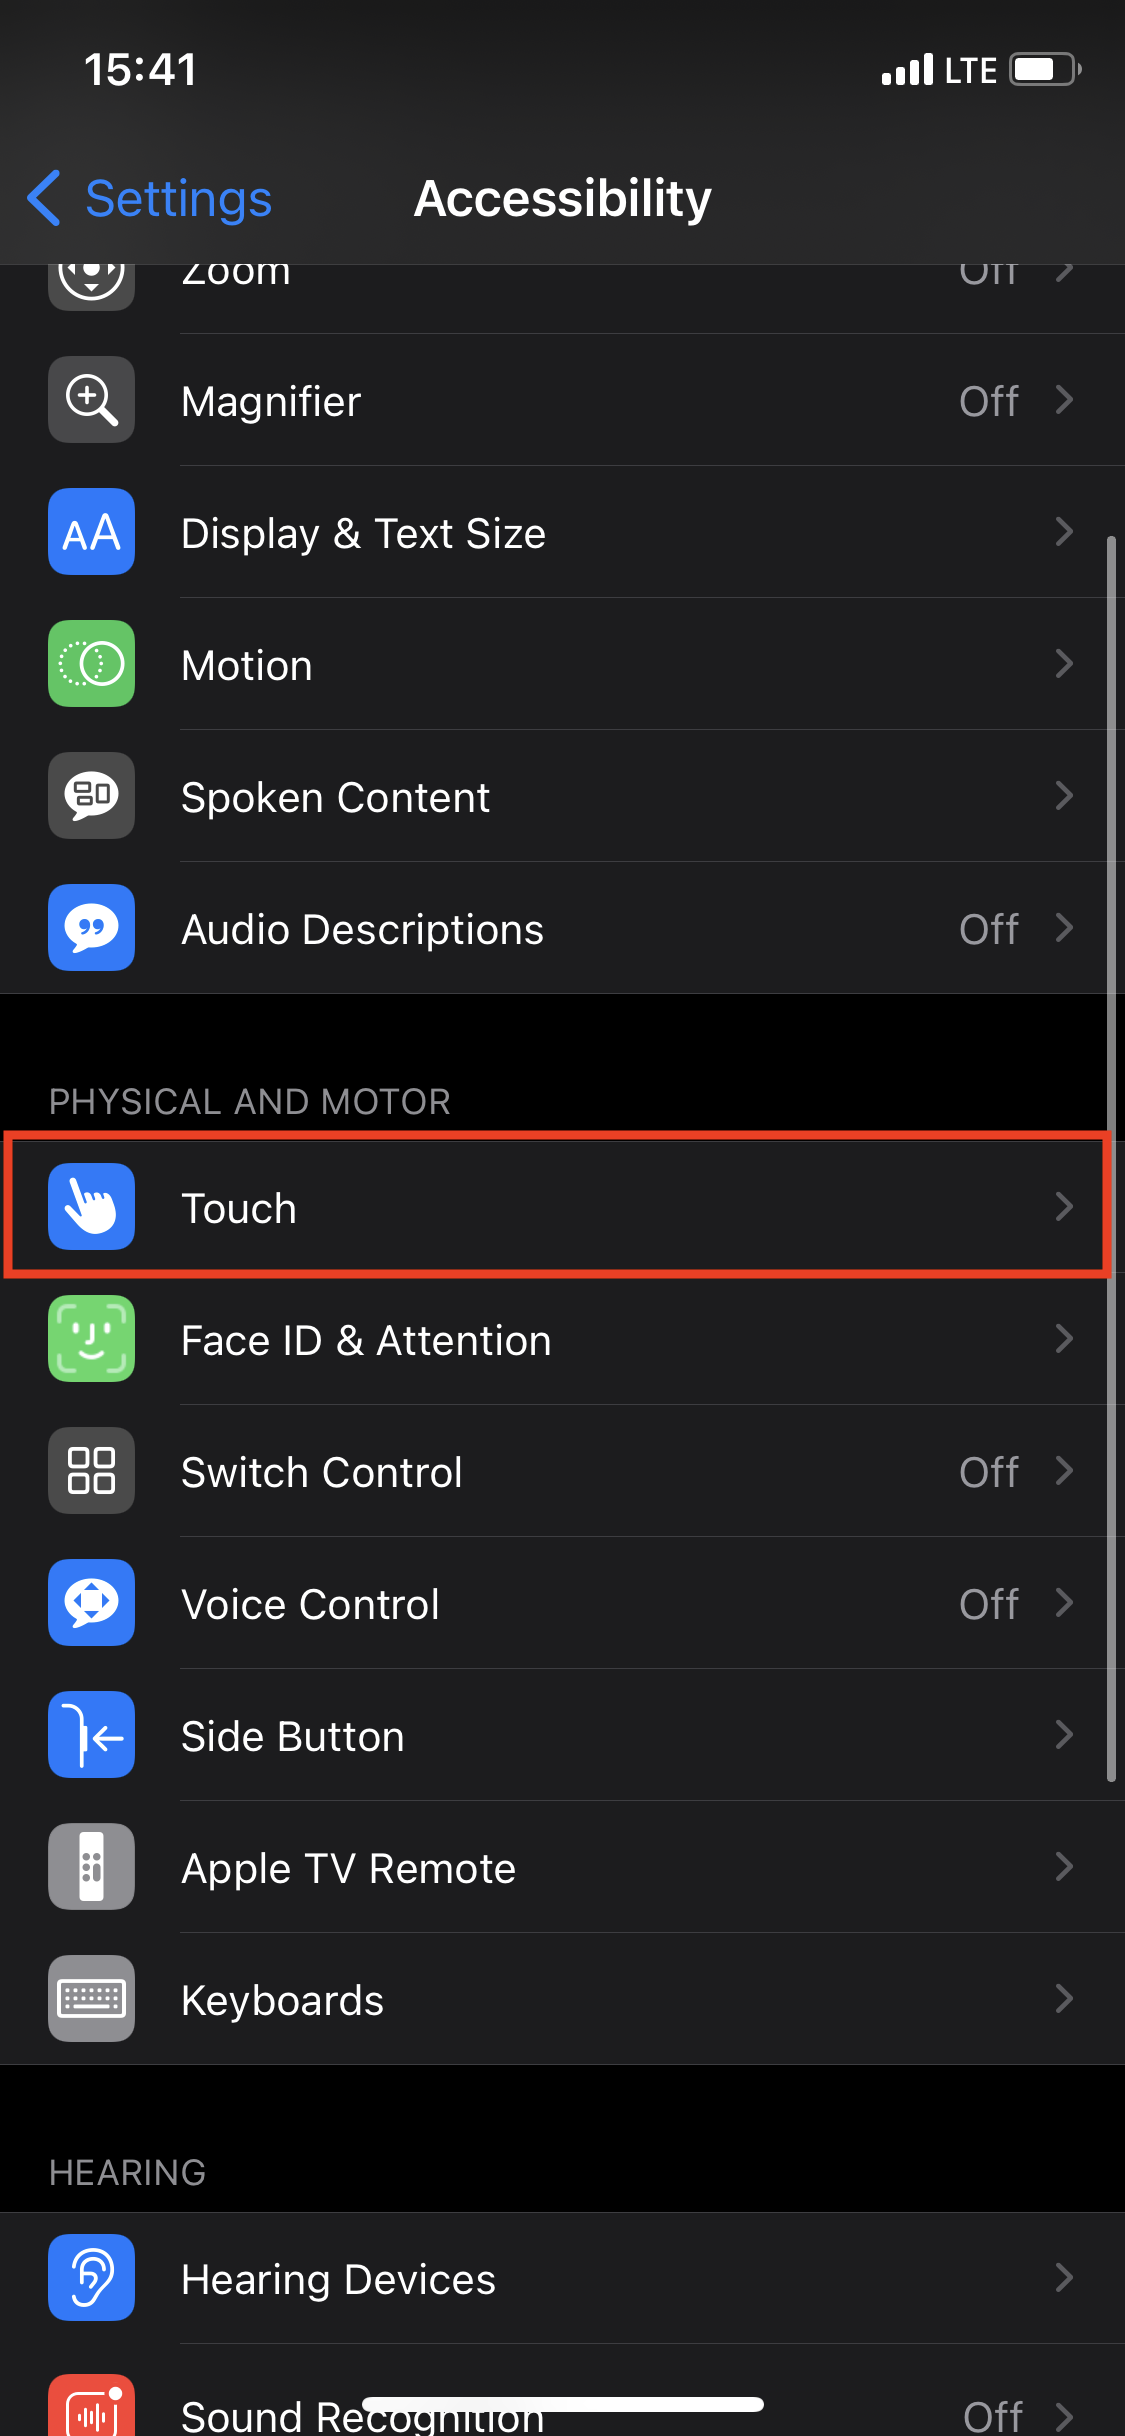 15:41 LTE
Settings Accessibility
Zoom Off
Magnifier Off
Display & Text Size
Motion
Spoken Content
Audio Descriptions Off
PHYSICAL AND MOTOR
Touch
Face ID & Attention
Switch Control Off
Voice Control Off
Side Button
Apple TV Remote
Keyboards
HEARING
Hearing Devices
Sound Recognition Off